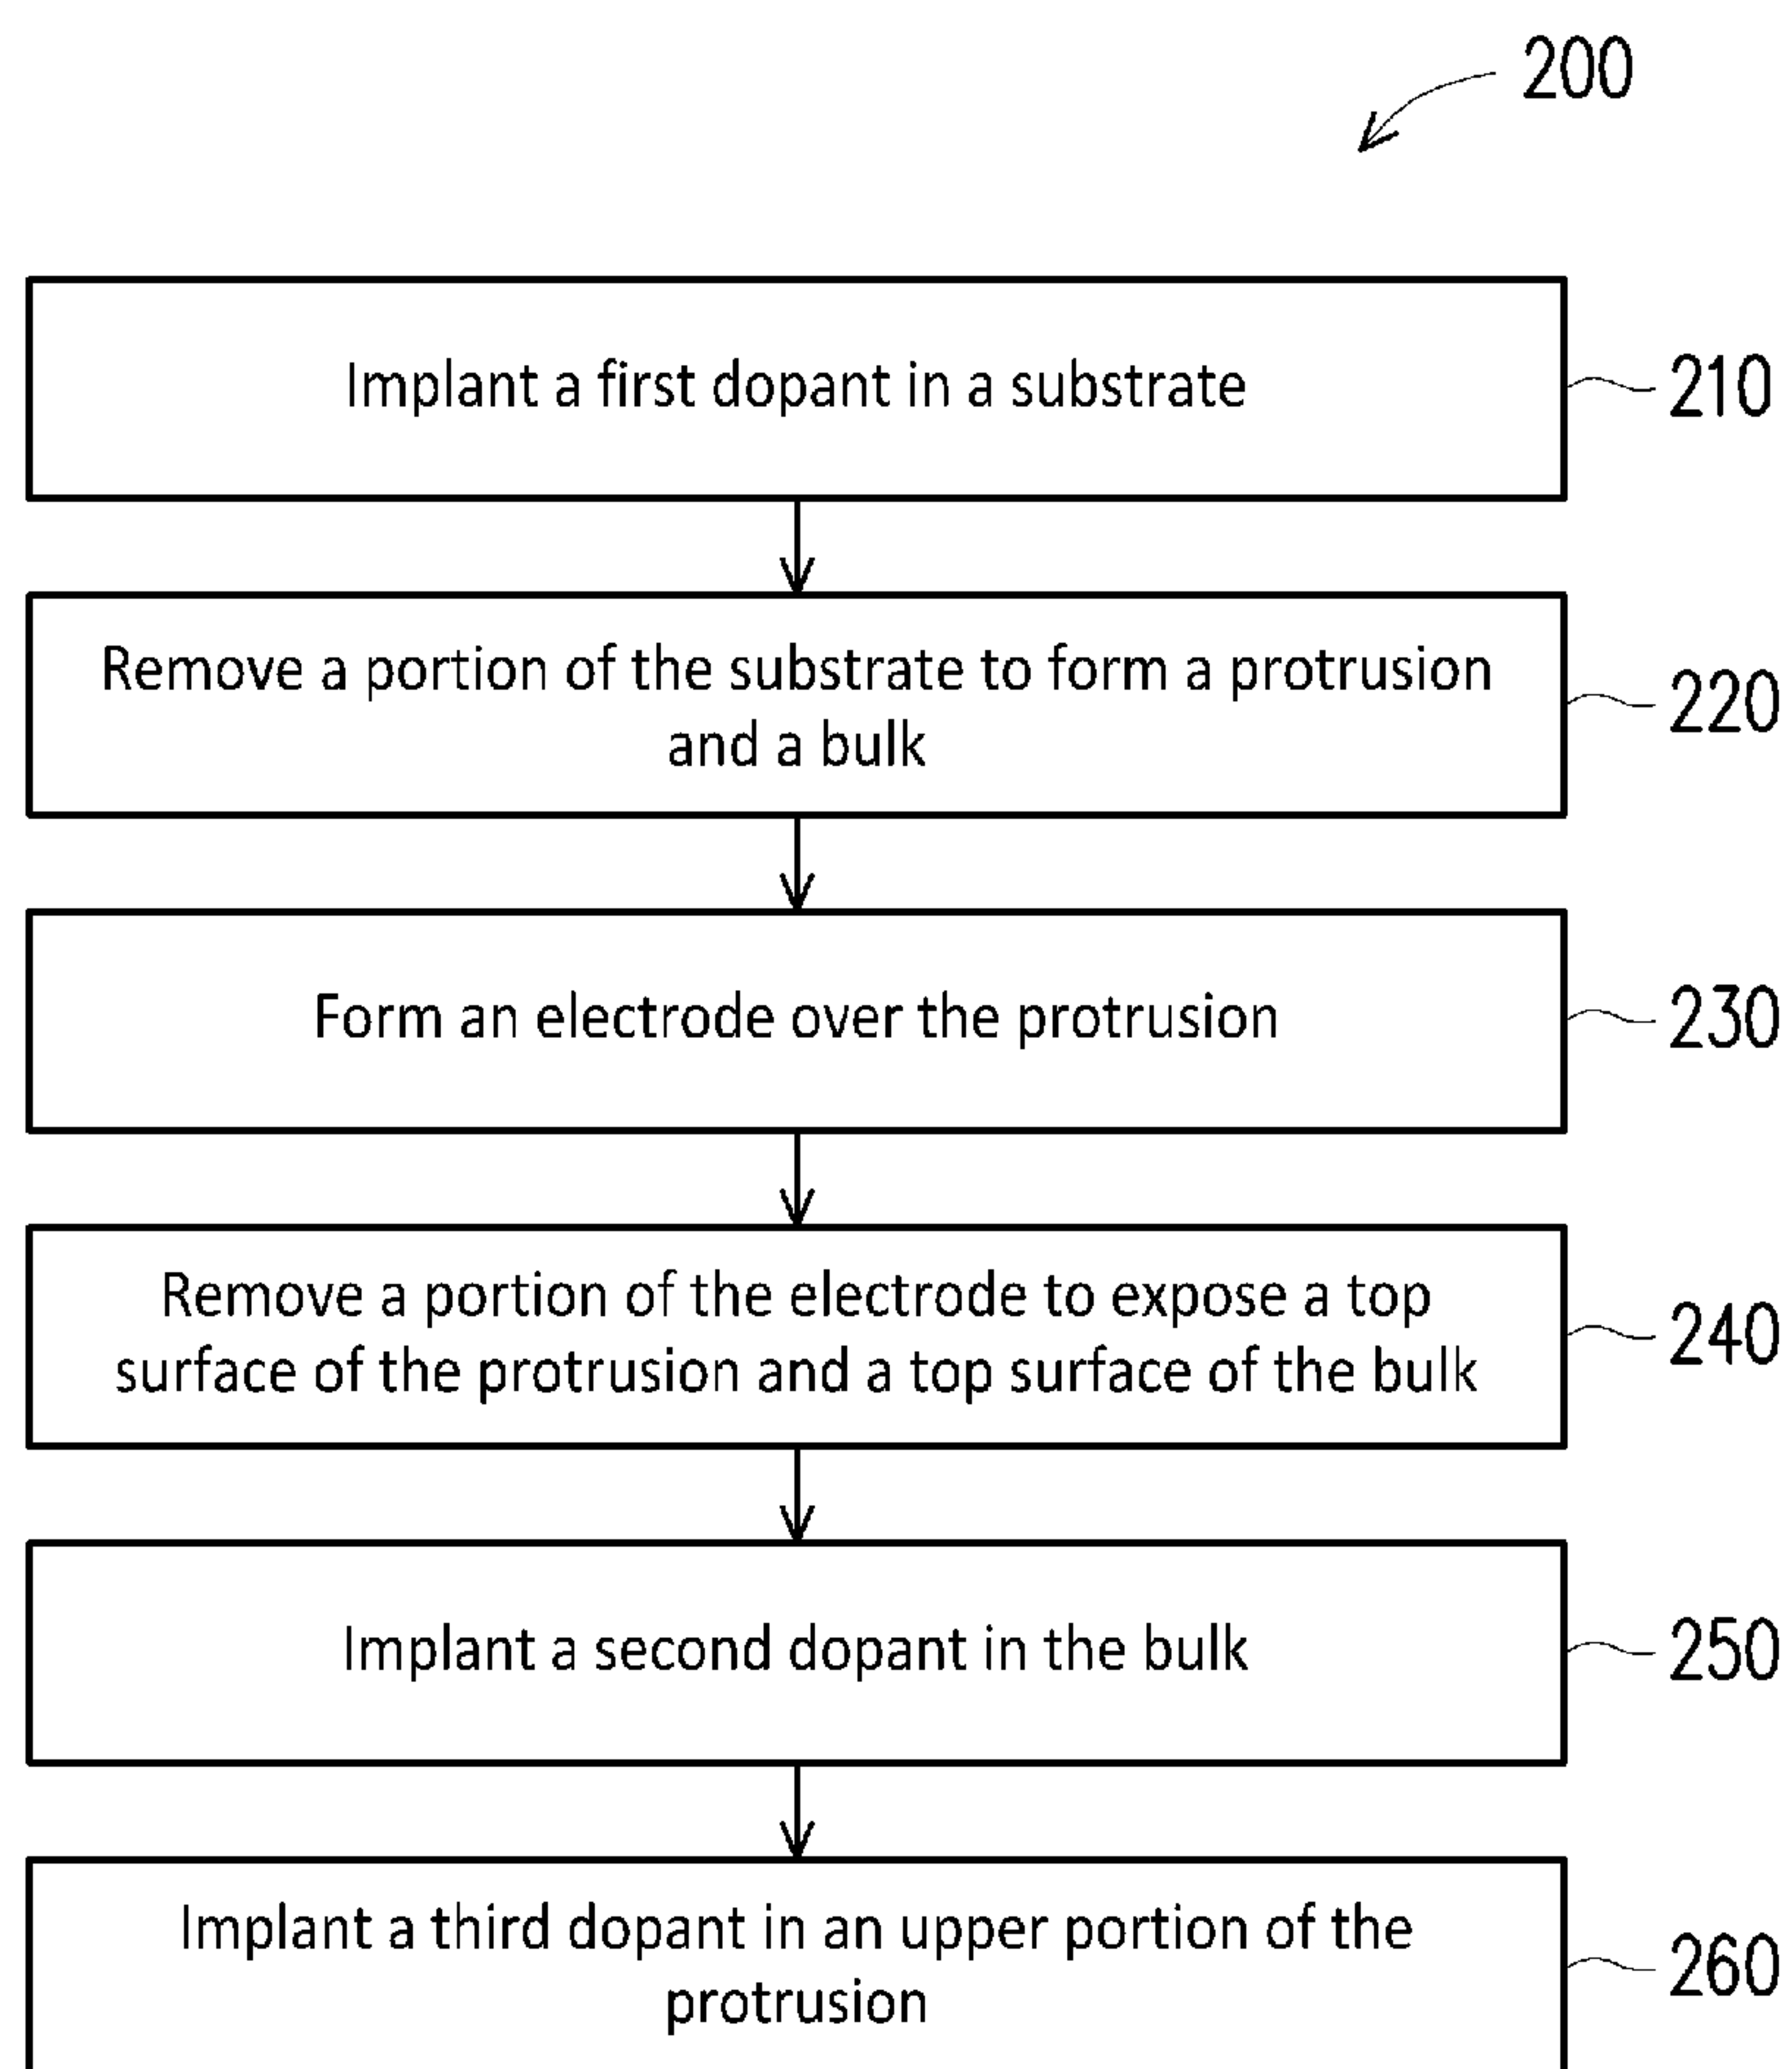 200
Implant a first dopant in a substrate
210
Remove a portion of the substrate to form a protrusion
and a bulk
220
Form an electrode over the protrusion
230
Remove a portion of the electrode to expose a top
surface of the protrusion and a top surface of the bulk
240
Implant a second dopant in the bulk
250
Implant a third dopant in an upper portion of the
protrusion
260